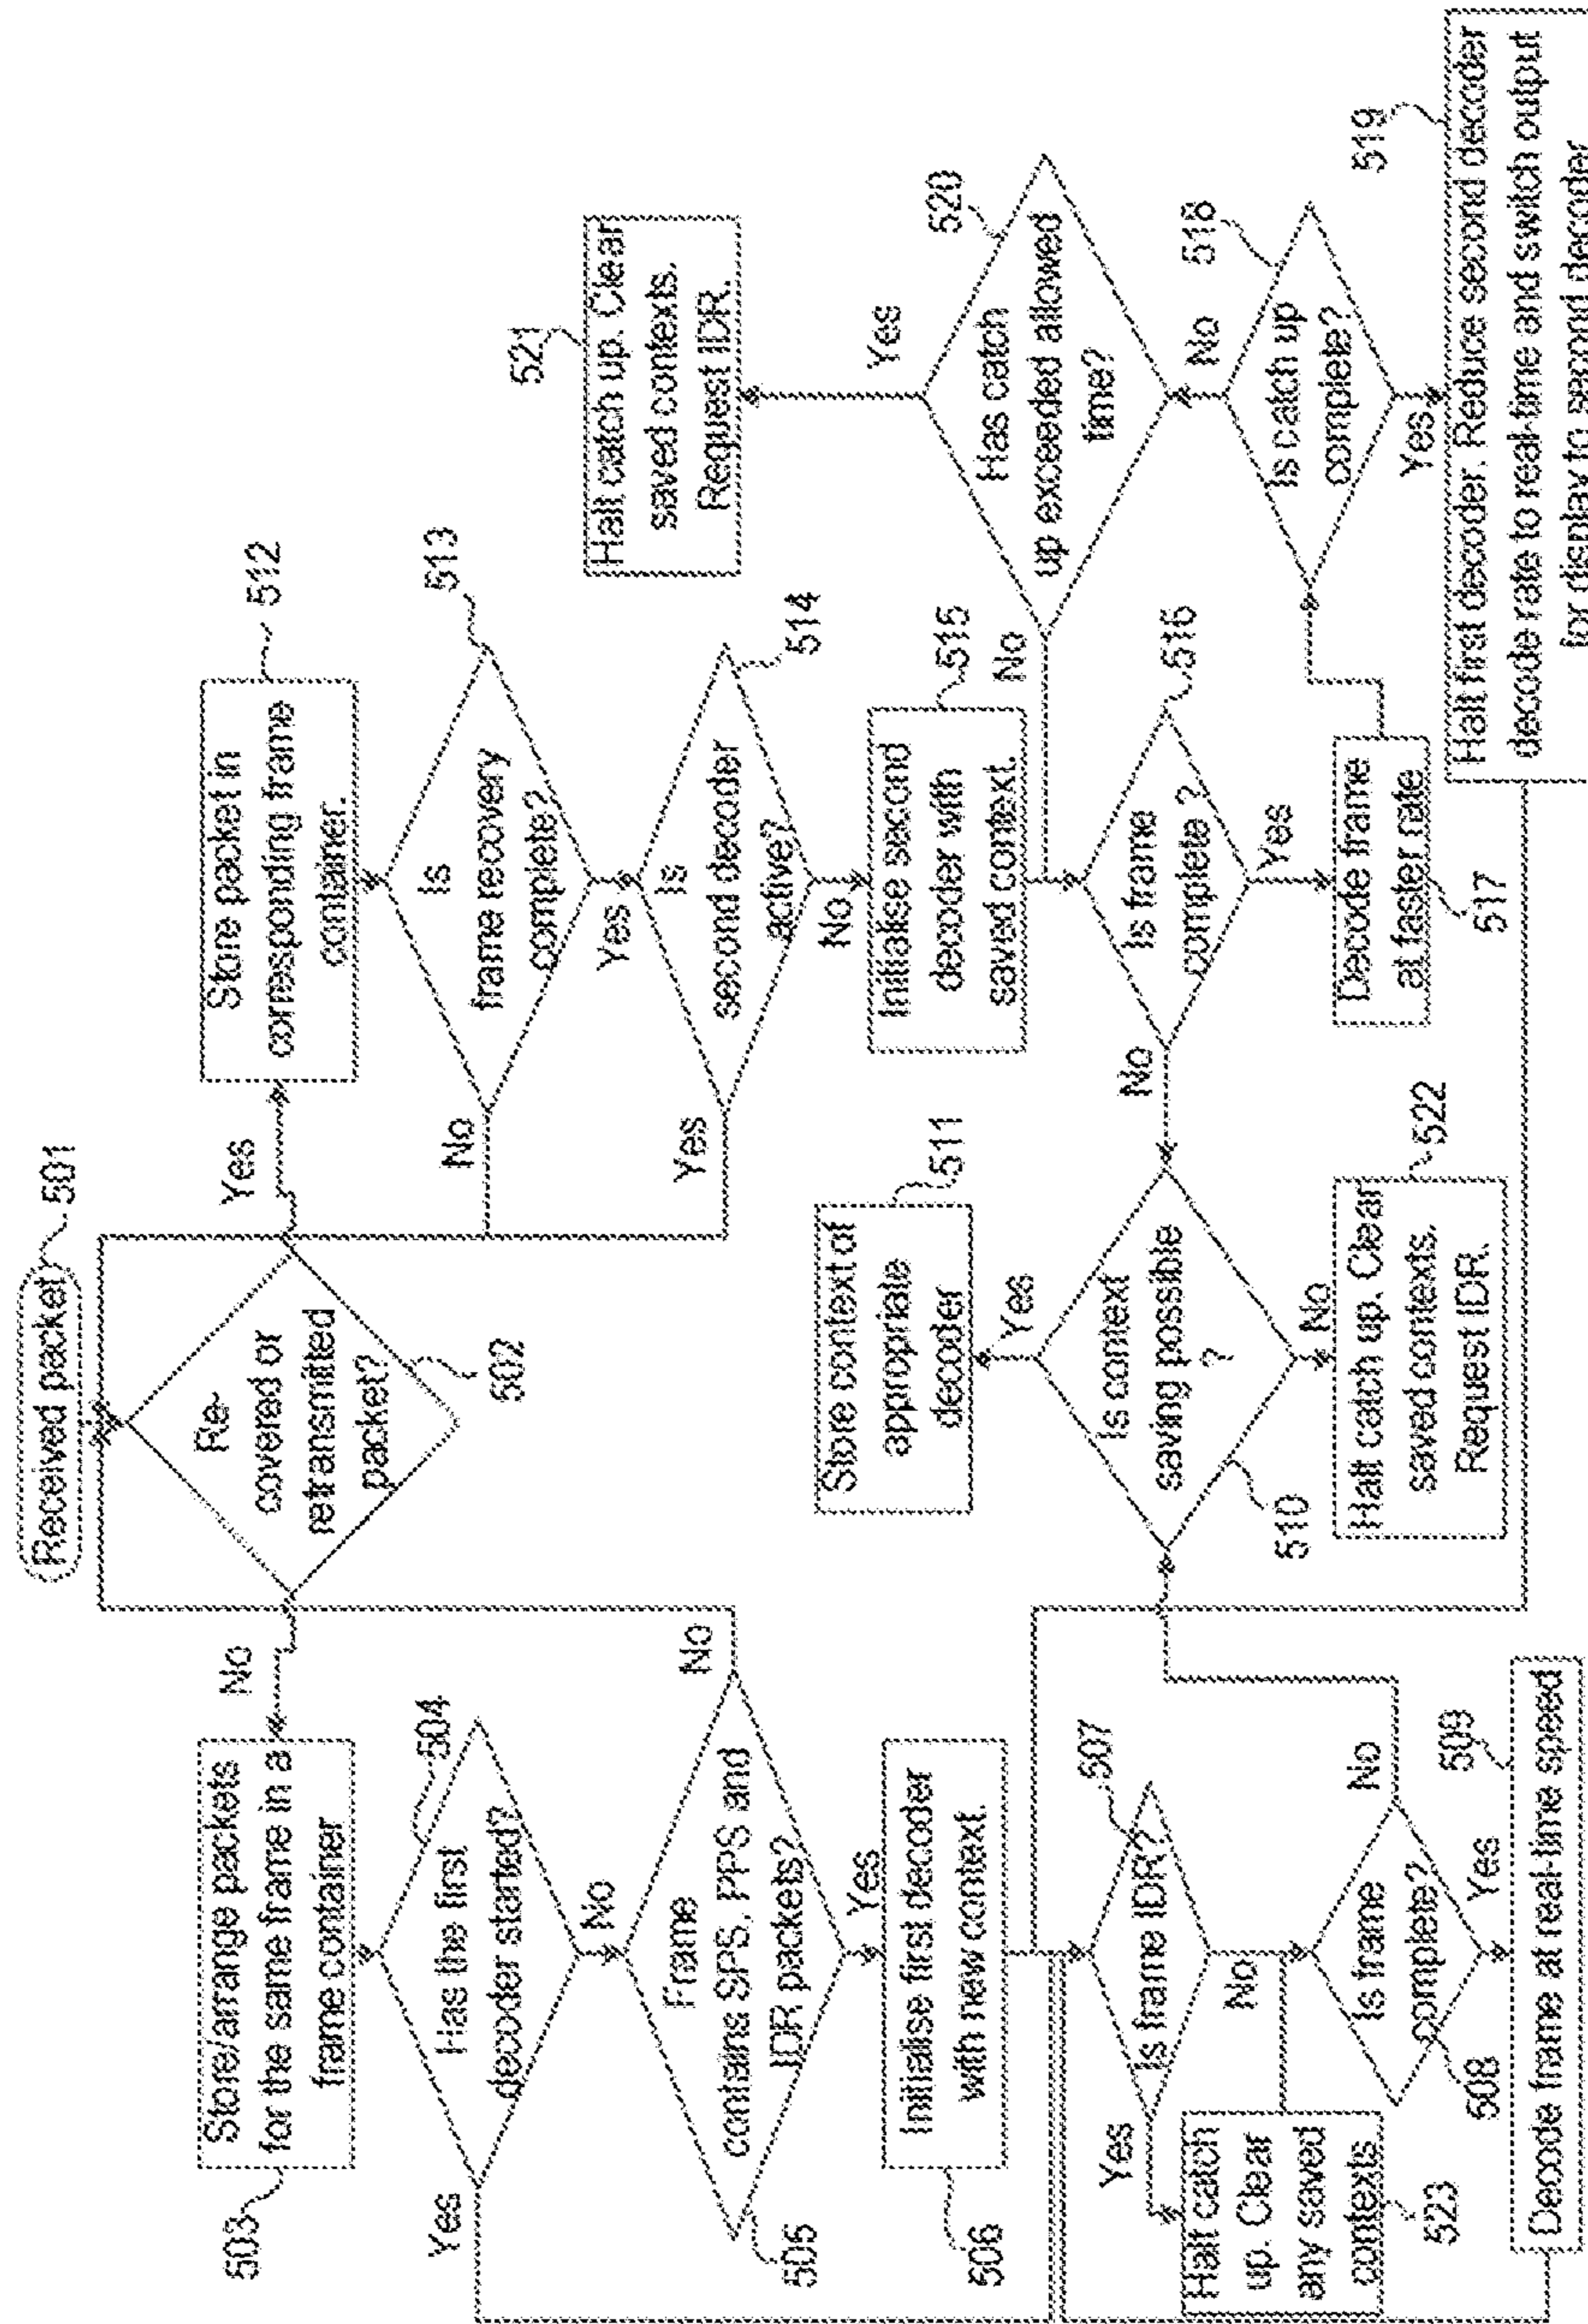 Received packet
501
Re-
covered or
retransmitted
packet?
502
No
Yes
503
Store/arrange packets
for the same frame in a
frame container
504
Has the first
decoder started?
Yes
No
Frame
contains SPS, PPS and
IDR packets?
505
No
Yes
Initialise first decoder
with new context.
506
507
Is frame IDR?
Yes
No
Halt catch
up. Clear
any saved
contexts.
523
Is frame
complete?
508
No
Yes
509
Decode frame at real-time speed
Store packet in
corresponding frame
container.
512
Is
frame recovery
complete?
513
No
Yes
Is
second decoder
active?
514
Yes
No
Initialise second
decoder with
saved context.
515
Is frame
complete ?
516
No
Yes
Decode frame
at faster rate.
517
Store context of
appropriate
decoder
511
Yes
Is context
saving possible
?
510
No
Halt catch up. Clear
saved contexts.
Request IDR.
522
521
Halt catch up. Clear
saved contexts.
Request IDR.
Yes
Has catch
up exceeded allowed
time?
520
No
No
Is catch up
complete?
518
Yes
519
Halt first decoder. Reduce second decoder
decode rate to real-time and switch output
for display to second decoder